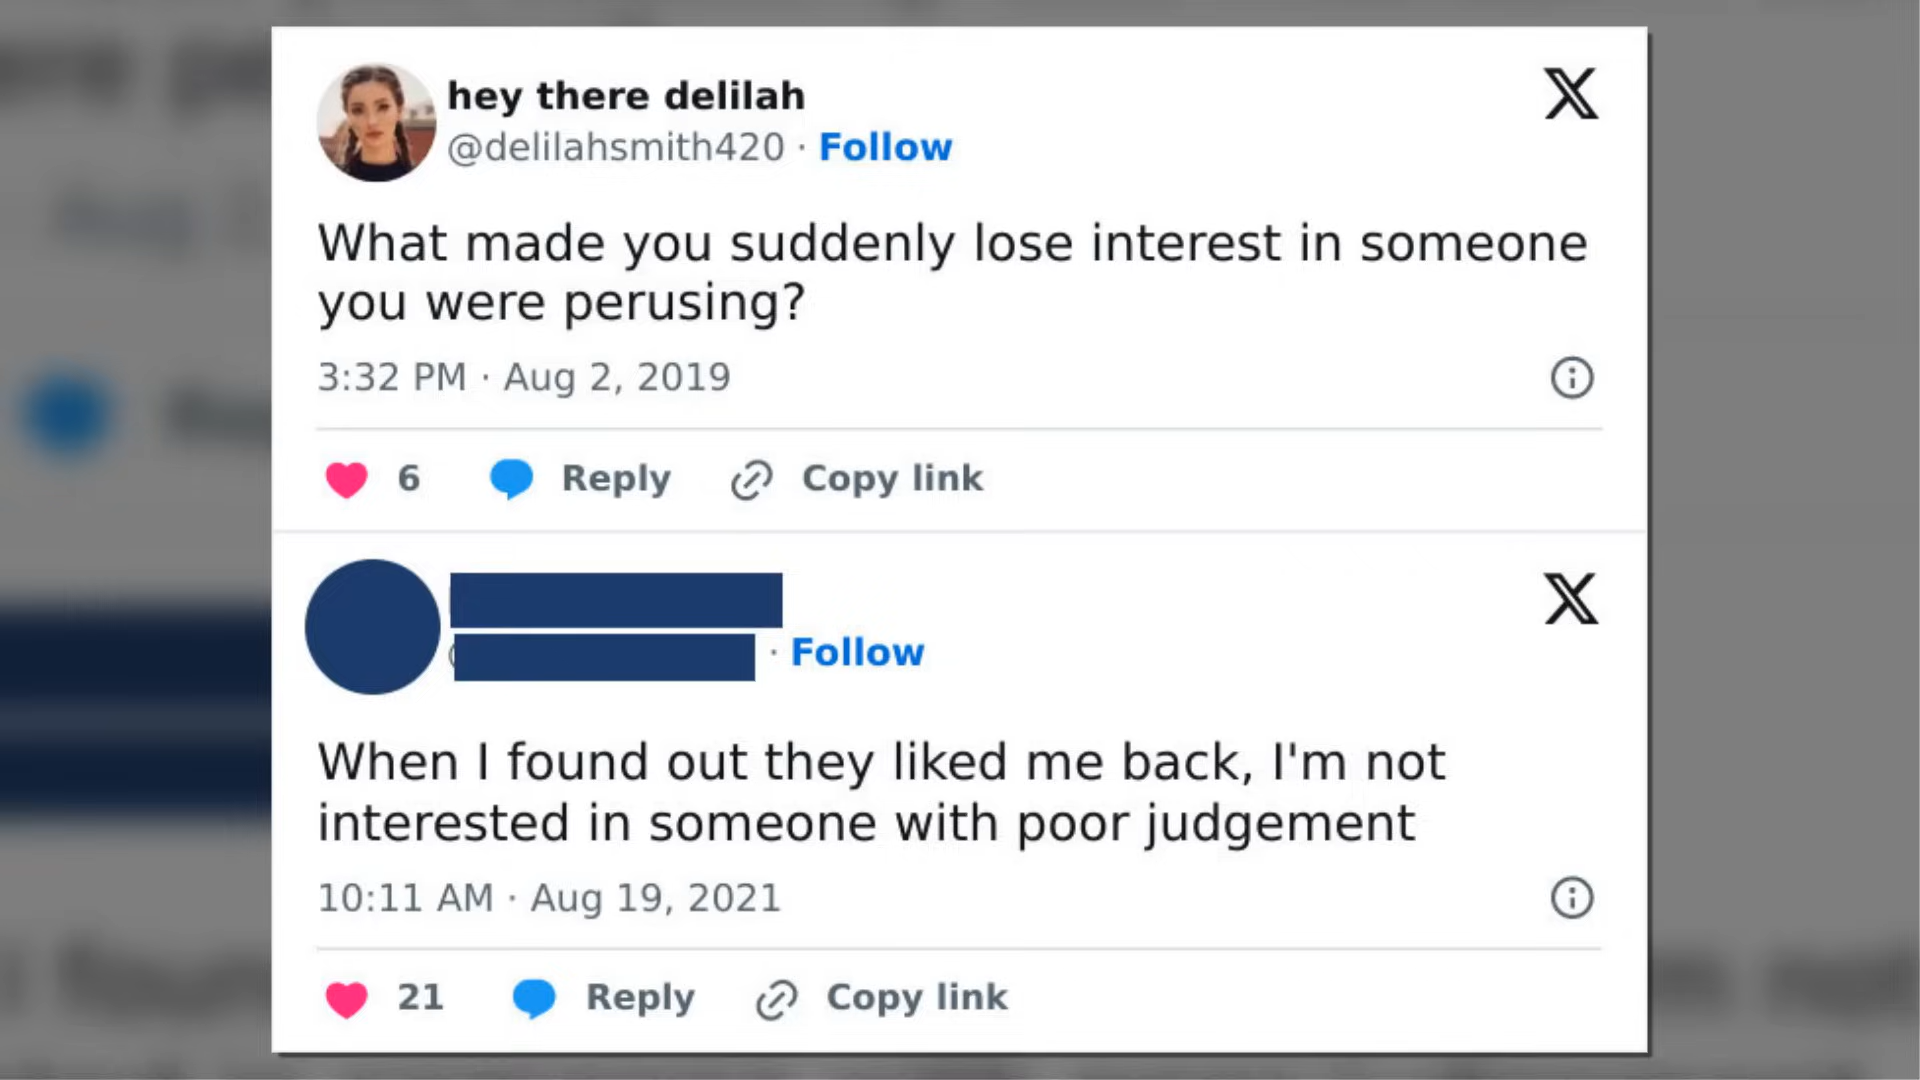 hey there delilah
@delilahsmith420 · Follow
What made you suddenly lose interest in someone
you were perusing?
3:32 PM · Aug 2, 2019
6 Reply Copy link
· Follow
When I found out they liked me back, I'm not
interested in someone with poor judgement
10:11 AM · Aug 19, 2021
21 Reply Copy link